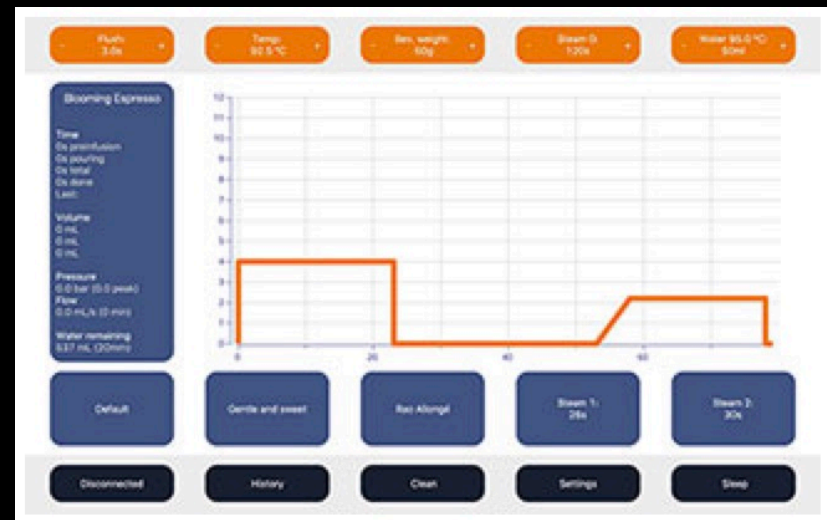 - Flush: +
3.0s
- Temp: +
92.5 °C
- Bev. weight: +
60g
- Steam 0: +
120s
- Water 95.0 °C: +
50ml
Blooming Espresso
Time
0s preinfusion
0s pouring
0s total
0s done
Last:
Volume
0 mL
0 mL
0 mL
Pressure
0.0 bar (0.0 peak)
Flow
0.0 mL/s (0 min)
Water remaining
537 mL (20min)
12
11
10
9
8
7
6
5
4
3
2
1
0
0
20
40
60
Default
Gentle and sweet
Rao Allongé
Steam 1:
28s
Steam 2:
30s
Disconnected
History
Clean
Settings
Sleep